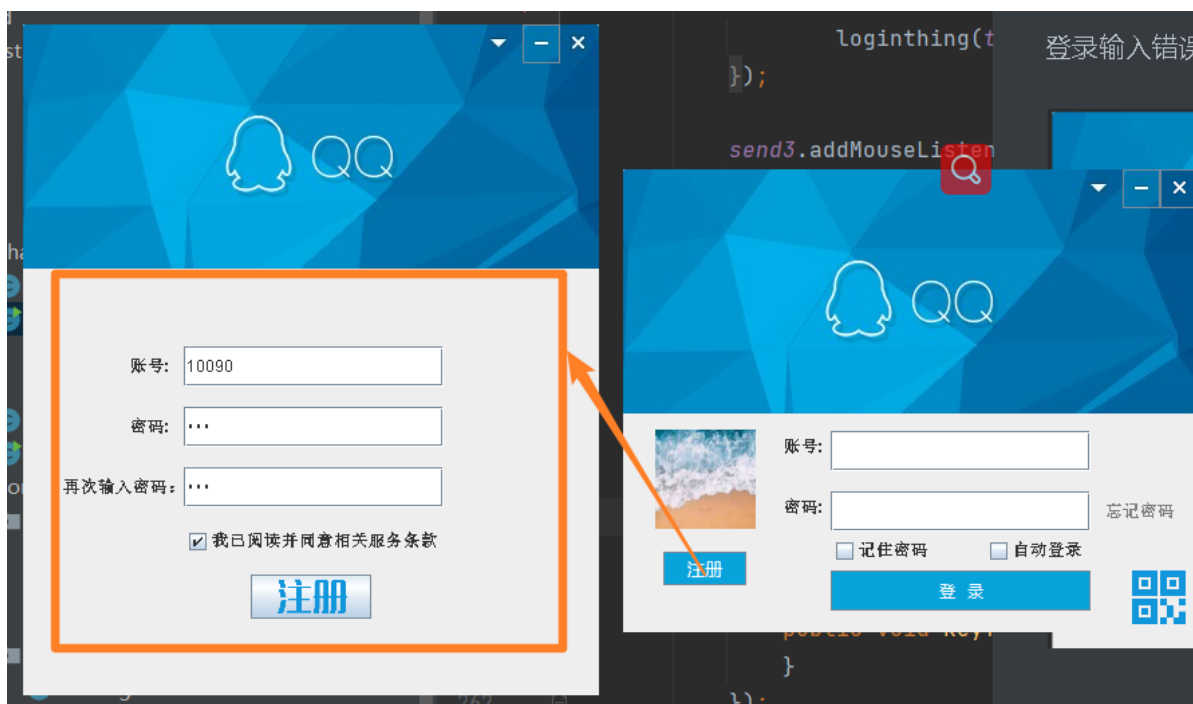 loginthing(t
登录输入错误
});
send3.addMouseListen
QQ
账号: 10090
密码: ···
再次输入密码: ···
我已阅读并同意相关服务条款
注册
QQ
账号:
密码:
忘记密码
记住密码
自动登录
注册
登 录
}
262
});